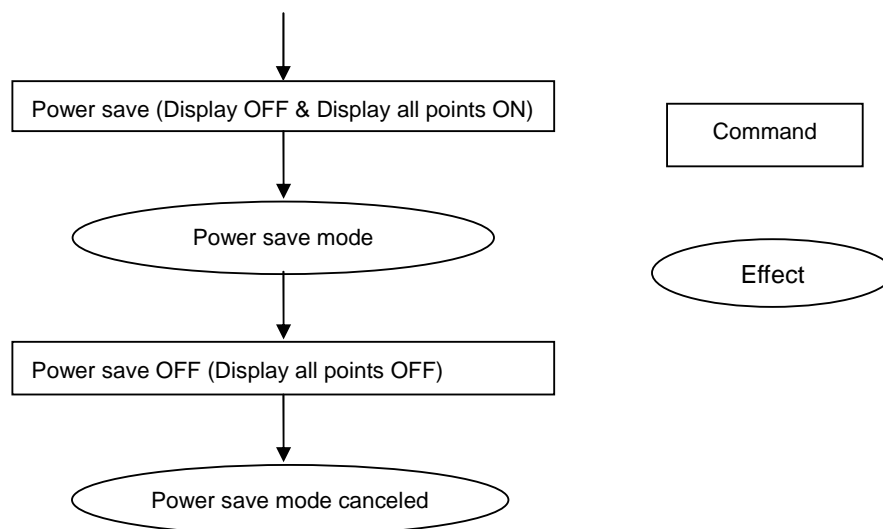 Power save (Display OFF & Display all points ON)
Command
Power save mode
Effect
Power save OFF (Display all points OFF)
Power save mode canceled